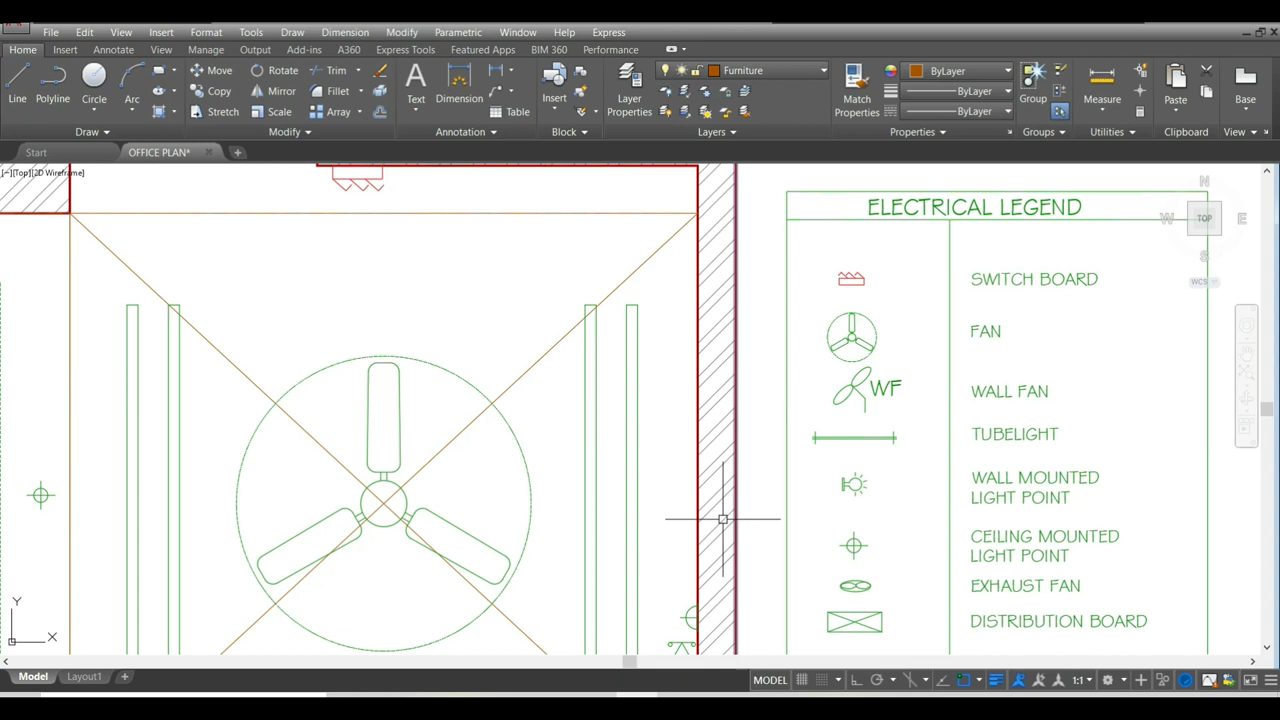 File Edit View Insert Format Tools Draw Dimension Modify Parametric Window Help Express
Home Insert Annotate View Manage Output Add-ins A360 Express Tools Featured Apps BIM 360 Performance
Line Polyline Circle Arc
Move Rotate Trim
Copy Mirror Fillet
Stretch Scale Array
Text Dimension Table
Insert
Layer Properties
Furniture
Match Properties
ByLayer
ByLayer
ByLayer
Group
Measure
Paste
Base
Draw Modify Annotation Block Layers Properties Groups Utilities Clipboard View
Start OFFICE PLAN*
[−][Top][2D Wireframe]
ELECTRICAL LEGEND
N
W TOP E
S
WCS
SWITCH BOARD
FAN
WF WALL FAN
TUBELIGHT
WALL MOUNTED
LIGHT POINT
CEILING MOUNTED
LIGHT POINT
EXHAUST FAN
DISTRIBUTION BOARD
Y
X
Model Layout1
MODEL 1:1